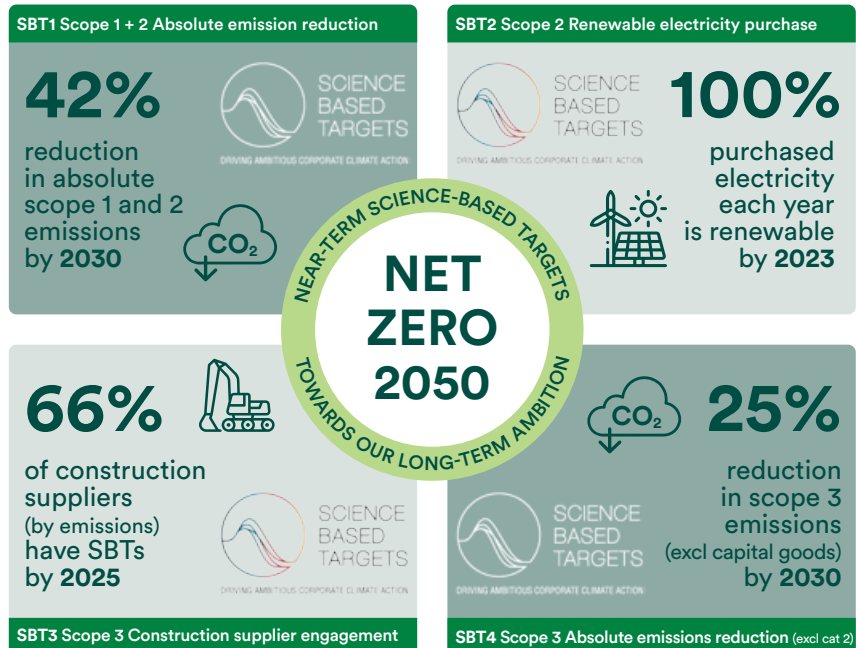 SBT1 Scope 1 + 2 Absolute emission reduction
42%
reduction
in absolute
scope 1 and 2
emissions
by 2030
CO₂
SCIENCE
BASED
TARGETS
DRIVING AMBITIOUS CORPORATE CLIMATE ACTION
SBT2 Scope 2 Renewable electricity purchase
SCIENCE
BASED
TARGETS
DRIVING AMBITIOUS CORPORATE CLIMATE ACTION
100%
purchased
electricity
each year
is renewable
by 2023
NEAR-TERM SCIENCE-BASED TARGETS
NET
ZERO
2050
TOWARDS OUR LONG-TERM AMBITION
66%
of construction
suppliers
(by emissions)
have SBTs
by 2025
SCIENCE
BASED
TARGETS
DRIVING AMBITIOUS CORPORATE CLIMATE ACTION
SBT3 Scope 3 Construction supplier engagement
CO₂
25%
reduction
in scope 3
emissions
(excl capital goods)
by 2030
SCIENCE
BASED
TARGETS
DRIVING AMBITIOUS CORPORATE CLIMATE ACTION
SBT4 Scope 3 Absolute emissions reduction (excl cat 2)